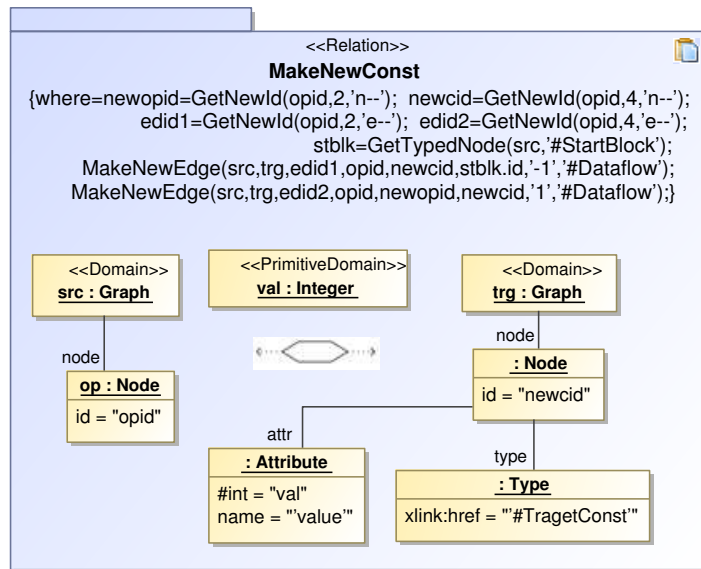 <<Relation>>
MakeNewConst
{where=newopid=GetNewId(opid,2,'n--'); newcid=GetNewId(opid,4,'n--');
edid1=GetNewId(opid,2,'e--'); edid2=GetNewId(opid,4,'e--');
stblk=GetTypedNode(src,'#StartBlock');
MakeNewEdge(src,trg,edid1,opid,newcid,stblk.id,'-1','#Dataflow');
MakeNewEdge(src,trg,edid2,opid,newopid,newcid,'1','#Dataflow');}
<<Domain>>
src : Graph
<<PrimitiveDomain>>
val : Integer
<<Domain>>
trg : Graph
node
node
op : Node
id = "opid"
: Node
id = "newcid"
attr
type
: Attribute
#int = "val"
name = "'value'"
: Type
xlink:href = "'#TragetConst'"